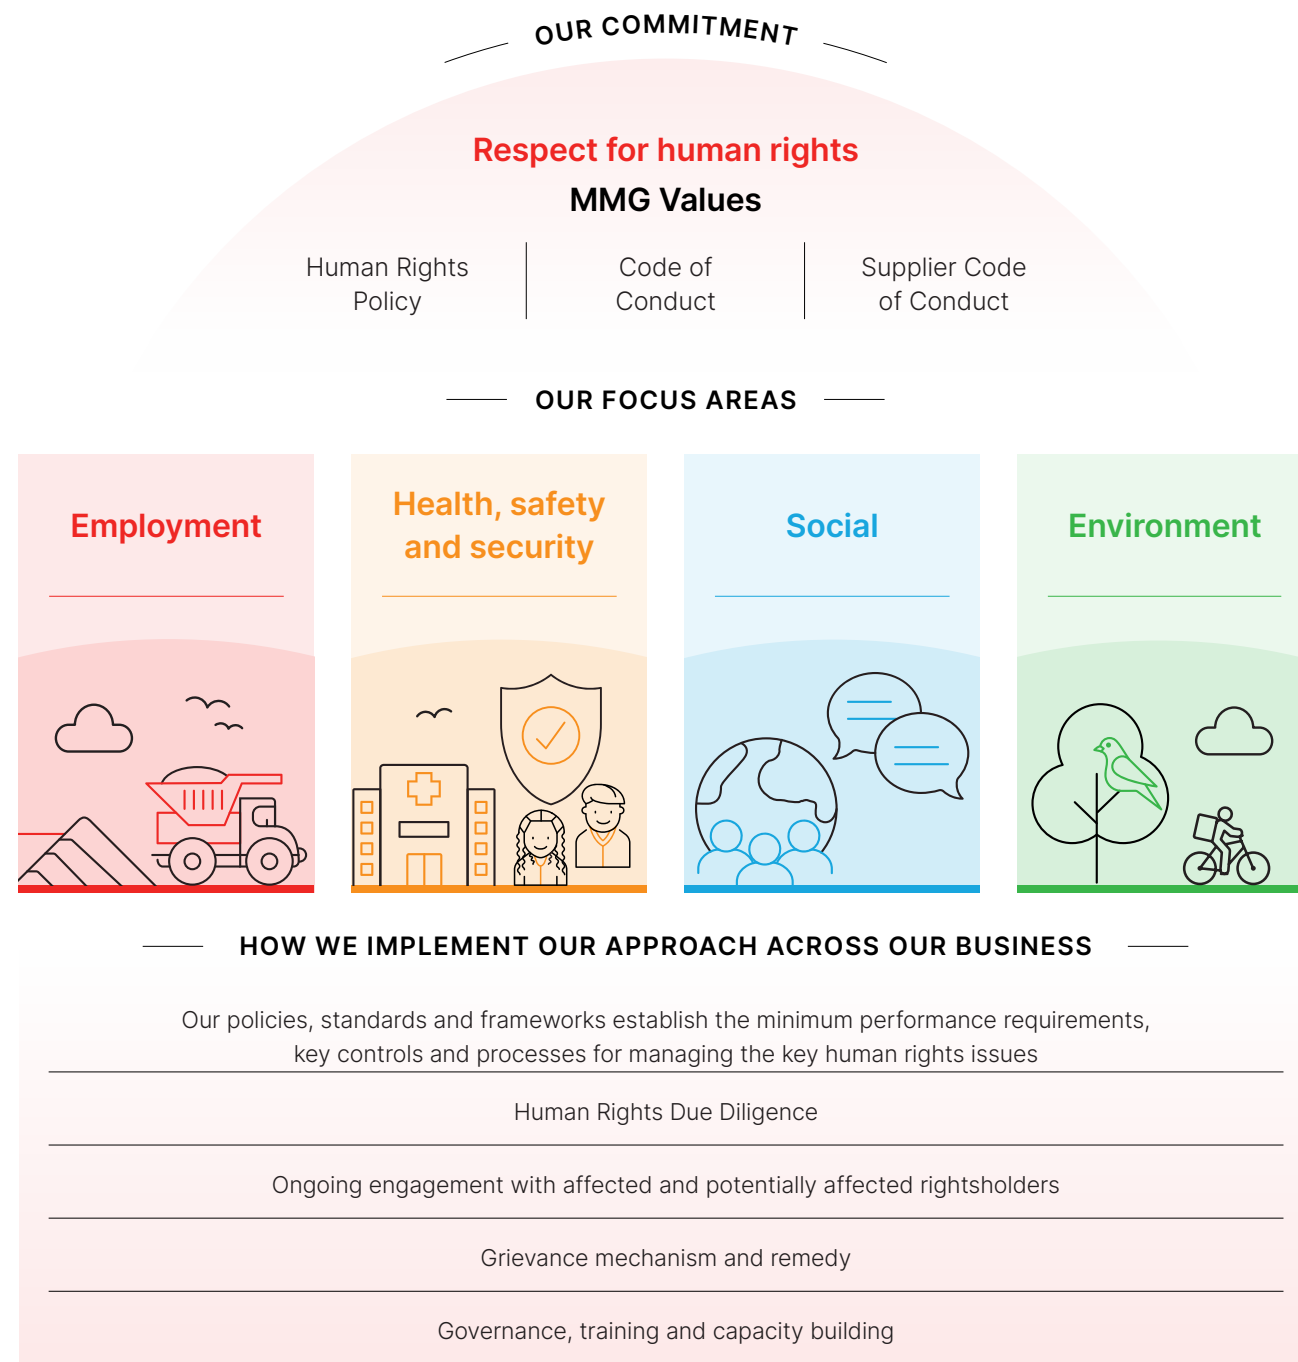 OUR COMMITMENT
Respect for human rights
MMG Values
Human Rights
Policy
Code of
Conduct
Supplier Code
of Conduct
OUR FOCUS AREAS
Employment
Health, safety
and security
Social
Environment
HOW WE IMPLEMENT OUR APPROACH ACROSS OUR BUSINESS
Our policies, standards and frameworks establish the minimum performance requirements,
key controls and processes for managing the key human rights issues
Human Rights Due Diligence
Ongoing engagement with affected and potentially affected rightsholders
Grievance mechanism and remedy
Governance, training and capacity building